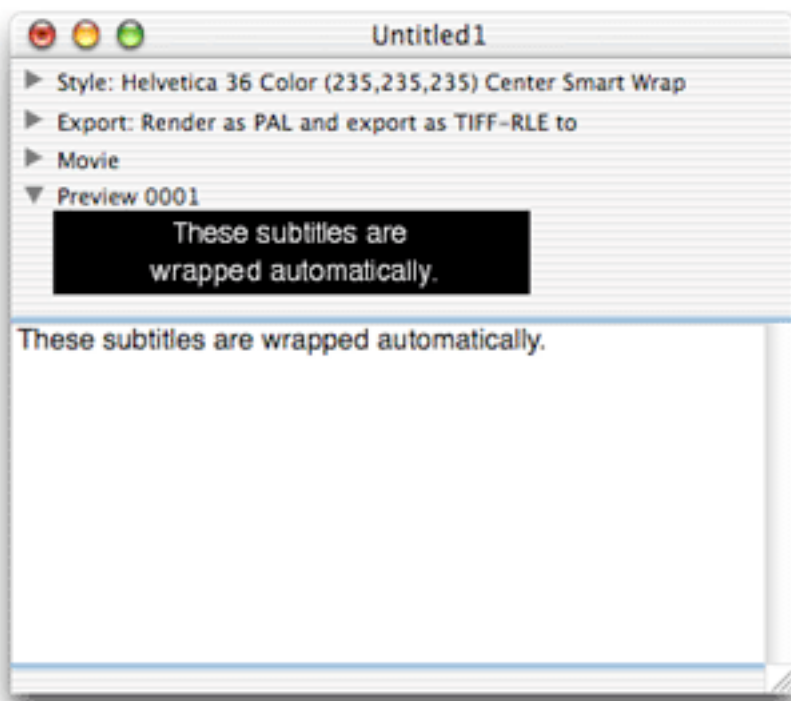 Untitled1
Style: Helvetica 36 Color (235,235,235) Center Smart Wrap
Export: Render as PAL and export as TIFF-RLE to
Movie
Preview 0001
These subtitles are
wrapped automatically.
These subtitles are wrapped automatically.